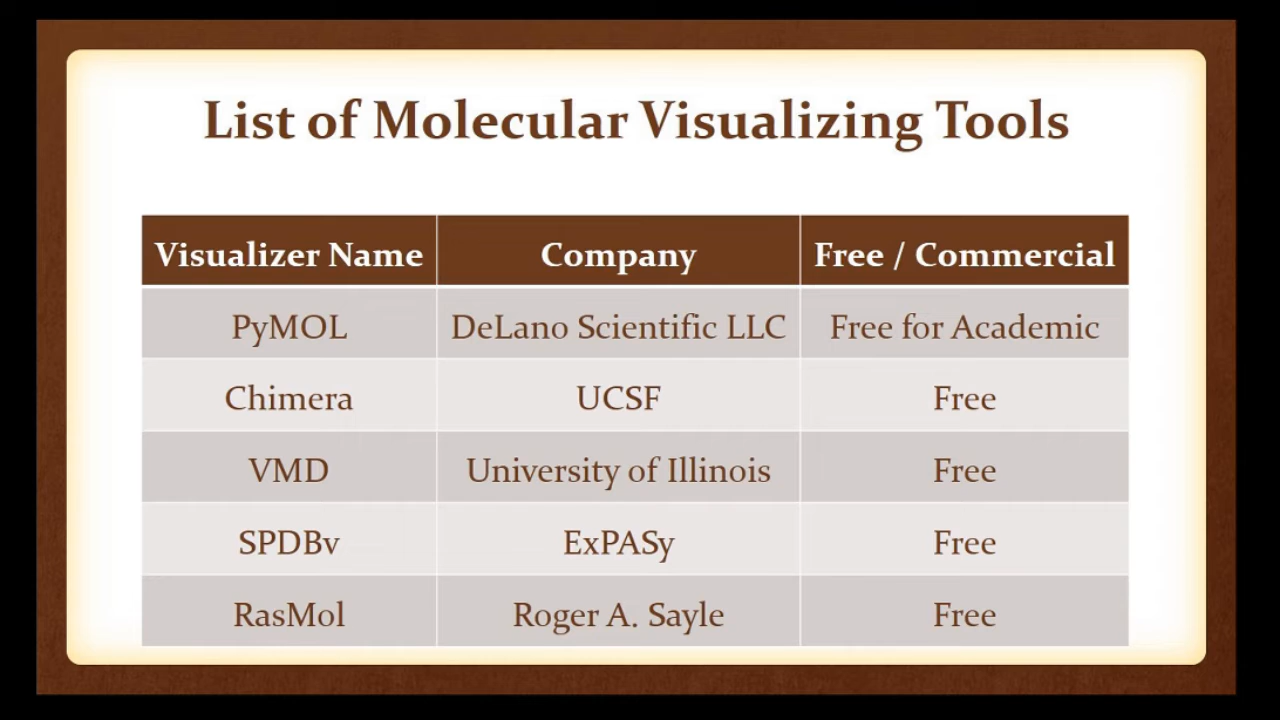 List of Molecular Visualizing Tools
Visualizer Name Company Free / Commercial
PyMOL DeLano Scientific LLC Free for Academic
Chimera UCSF Free
VMD University of Illinois Free
SPDBv ExPASy Free
RasMol Roger A. Sayle Free